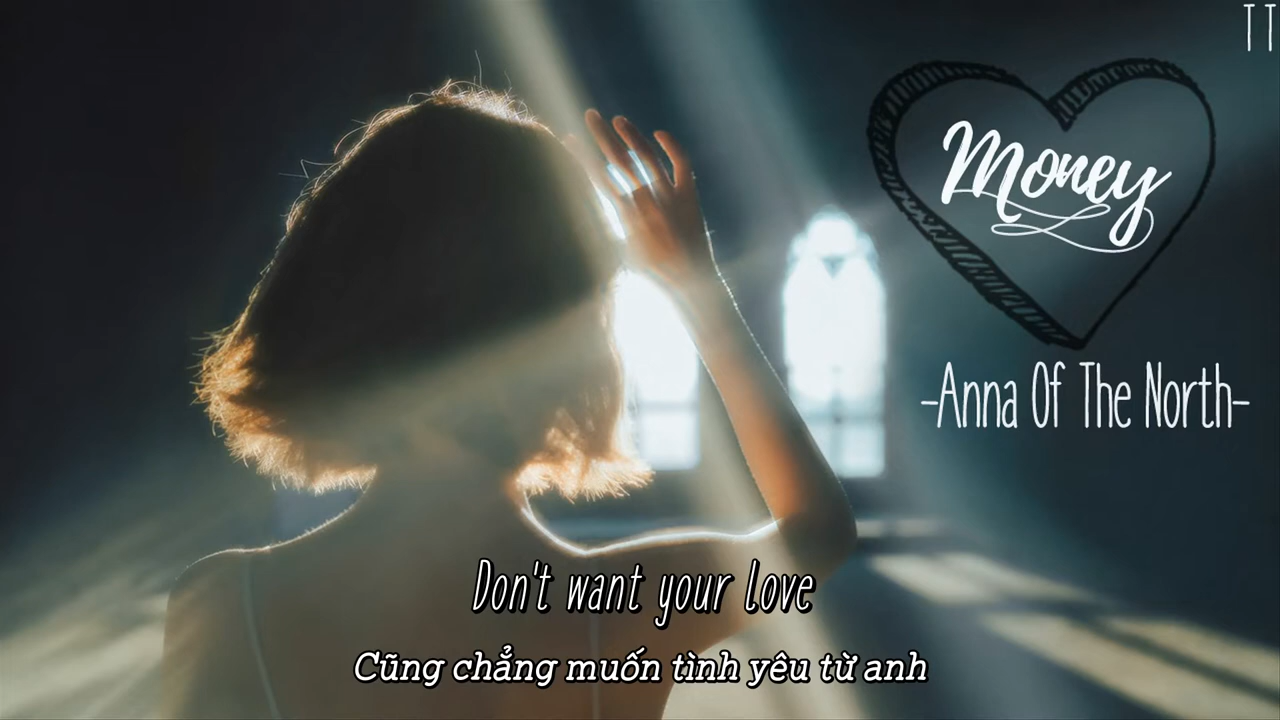 T T
Money
-Anna Of The North-
Don't want your love
Cũng chẳng muốn tình yêu từ anh